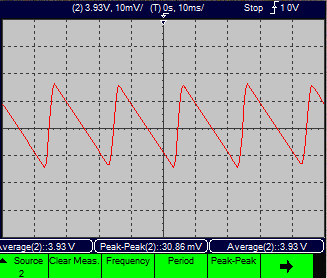 (2) 3.93V, 10mV/ (T) 0s, 10ms/ Stop 1 0V
Average(2)::3.93 V Peak-Peak(2)::30.86 mV Average(2)::3.93 V
Source Clear Meas. Frequency Period Peak-Peak
2